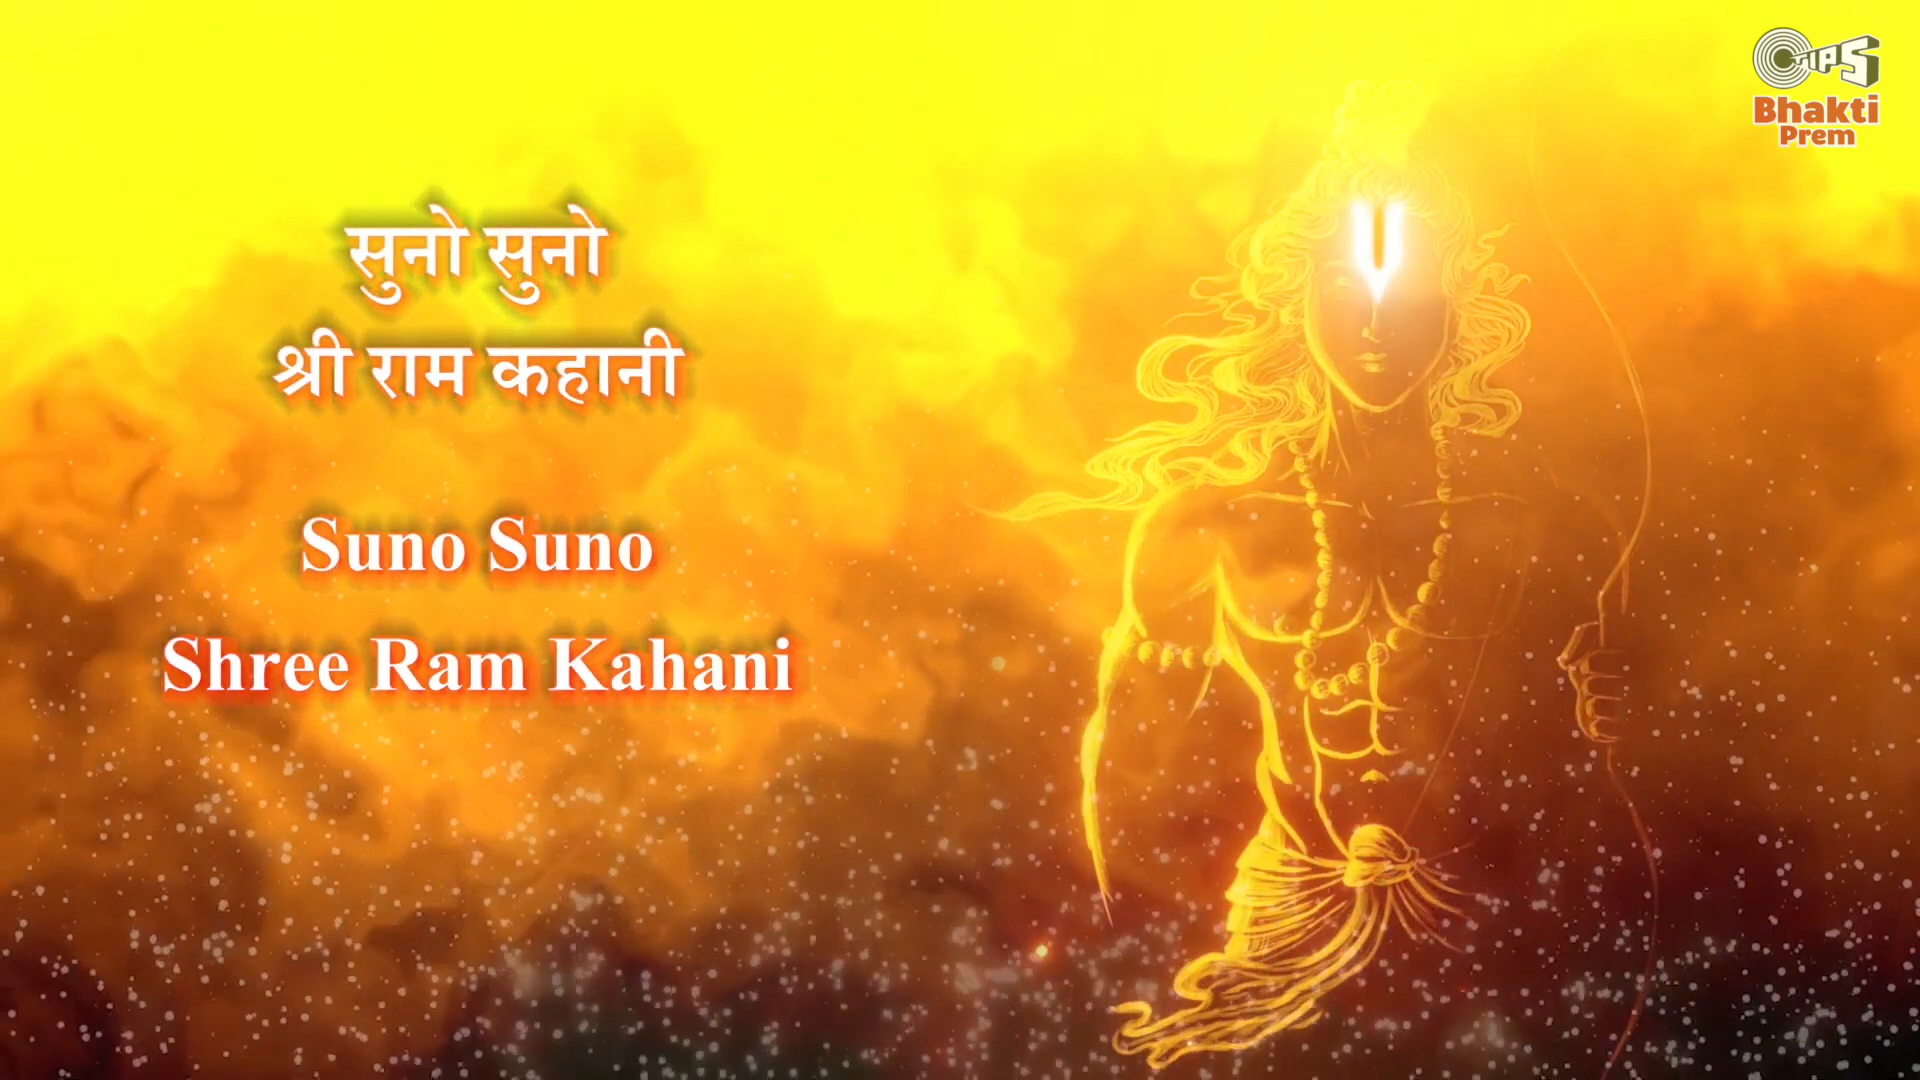 TIPS
Bhakti
Prem
सुनो सुनो
श्री राम कहानी
Suno Suno
Shree Ram Kahani